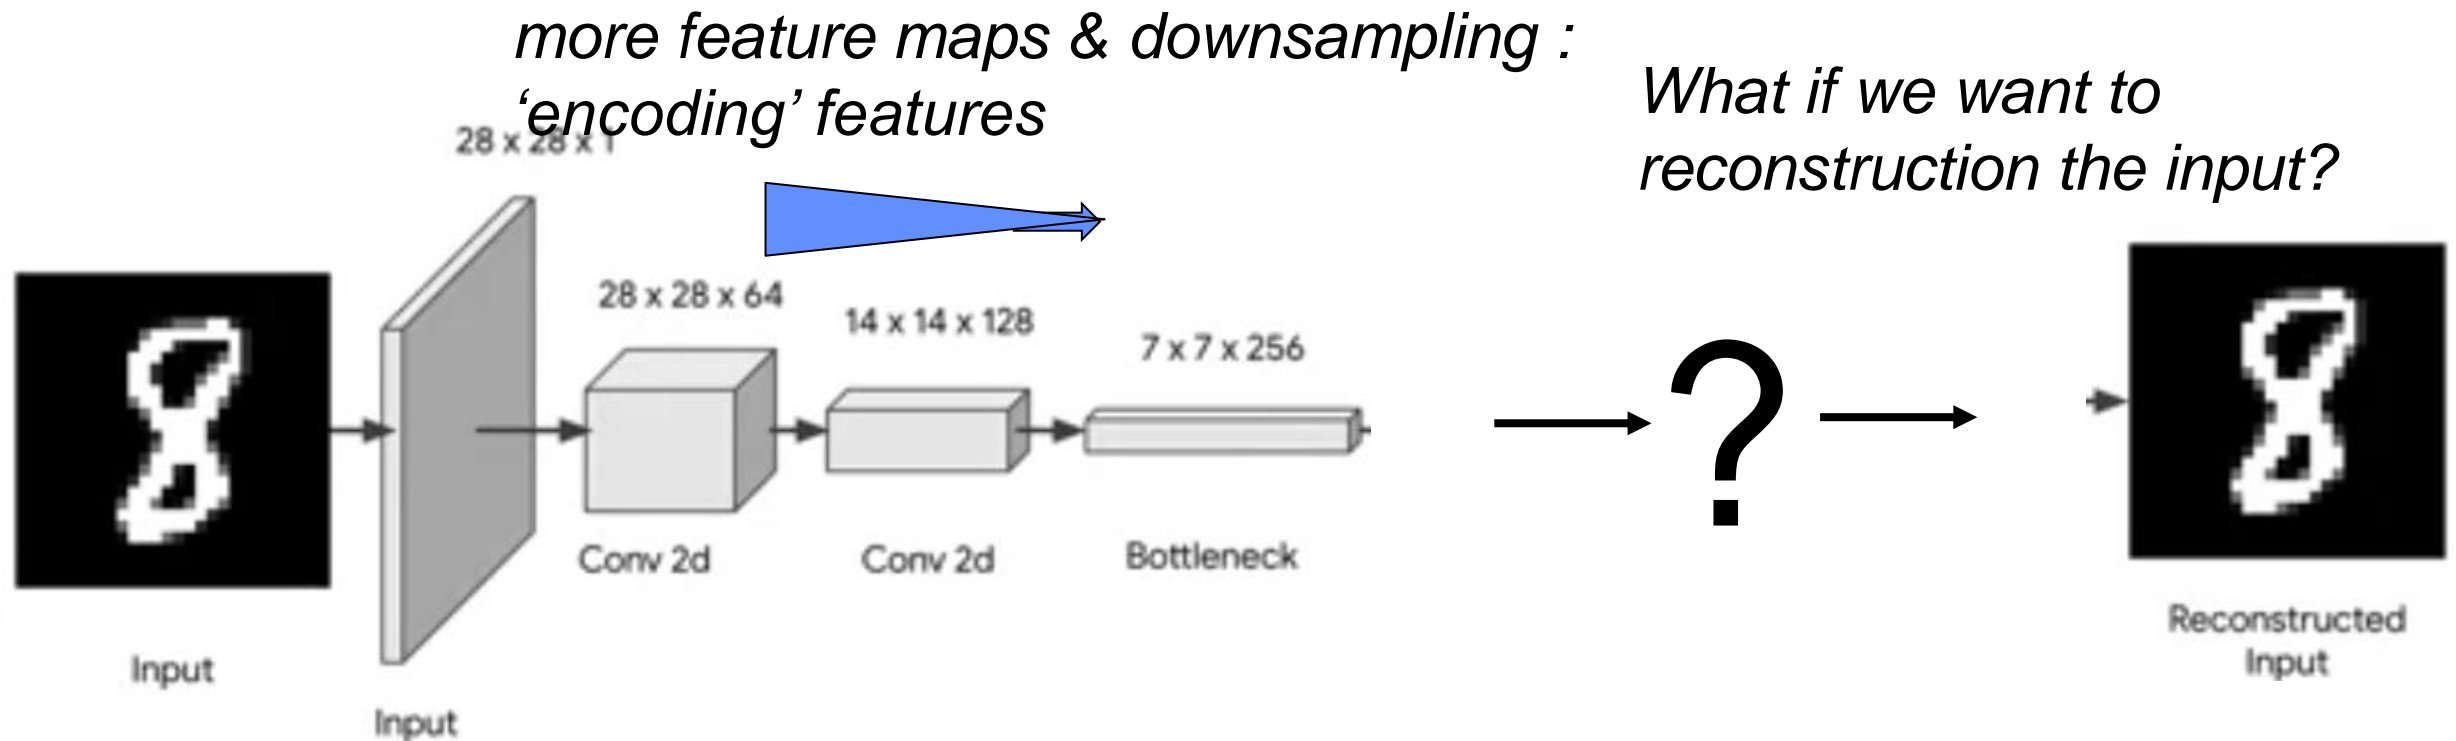 more feature maps & downsampling :
‘encoding’ features
What if we want to
reconstruction the input?
28 x 28 x 1
28 x 28 x 64
14 x 14 x 128
7 x 7 x 256
?
Conv 2d
Conv 2d
Bottleneck
Input
Input
Reconstructed
Input